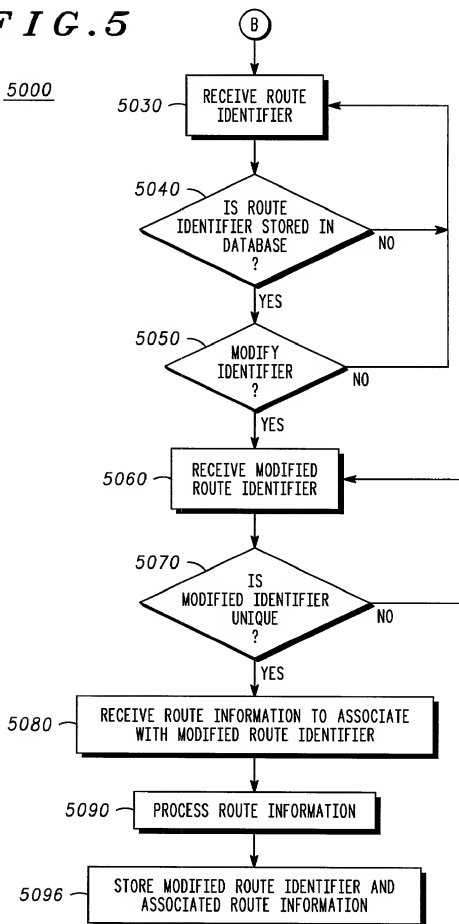 FIG.5
5000
B
5030
RECEIVE ROUTE
IDENTIFIER
5040
IS ROUTE
IDENTIFIER STORED IN
DATABASE
?
NO
YES
5050
MODIFY
IDENTIFIER
?
NO
YES
5060
RECEIVE MODIFIED
ROUTE IDENTIFIER
5070
IS
MODIFIED IDENTIFIER
UNIQUE
?
NO
YES
5080
RECEIVE ROUTE INFORMATION TO ASSOCIATE
WITH MODIFIED ROUTE IDENTIFIER
5090
PROCESS ROUTE INFORMATION
5096
STORE MODIFIED ROUTE IDENTIFIER AND
ASSOCIATED ROUTE INFORMATION